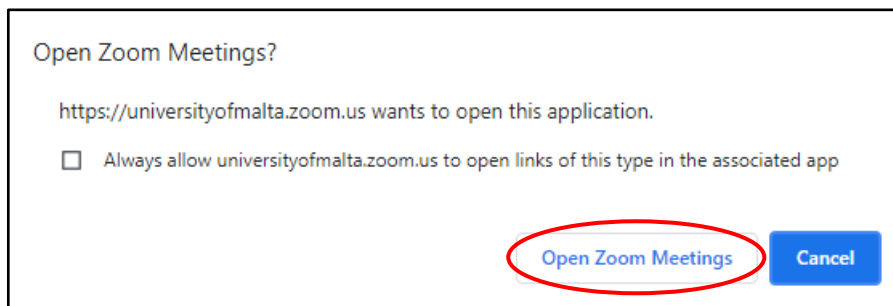 Open Zoom Meetings?
https://universityofmalta.zoom.us wants to open this application.
Always allow universityofmalta.zoom.us to open links of this type in the associated app
Open Zoom Meetings Cancel